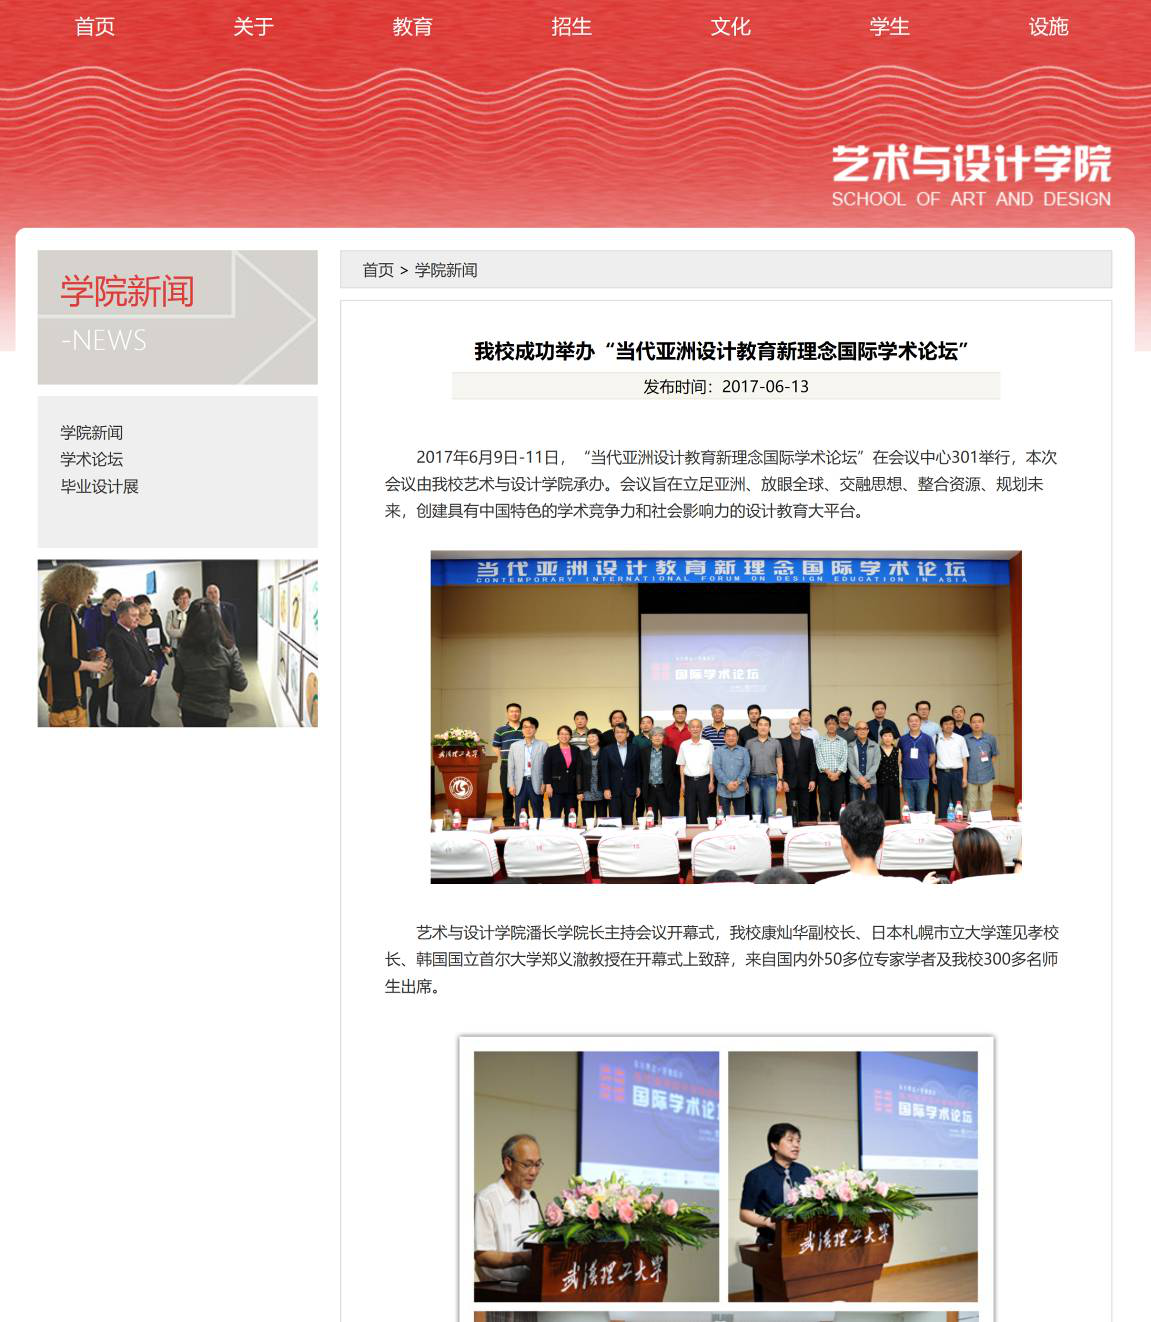 首页 关于 教育 招生 文化 学生 设施
艺术与设计学院
SCHOOL OF ART AND DESIGN
学院新闻
-NEWS
学院新闻
学术论坛
毕业设计展
首页 > 学院新闻
我校成功举办“当代亚洲设计教育新理念国际学术论坛”
发布时间：2017-06-13
2017年6月9日-11日，“当代亚洲设计教育新理念国际学术论坛”在会议中心301举行，本次
会议由我校艺术与设计学院承办。会议旨在立足亚洲、放眼全球、交融思想、整合资源、规划未
来，创建具有中国特色的学术竞争力和社会影响力的设计教育大平台。
当代亚洲设计教育新理念国际学术论坛
CONTEMPORARY INTERNATIONAL FORUM ON DESIGN EDUCATION IN ASIA
国际学术论坛
武汉理工大学
艺术与设计学院潘长学院长主持会议开幕式，我校康灿华副校长、日本札幌市立大学莲见孝校
长、韩国国立首尔大学郑义澈教授在开幕式上致辞，来自国内外50多位专家学者及我校300多名师
生出席。
国际学术论
国际学术论坛
武汉理工大学
武汉理工大学